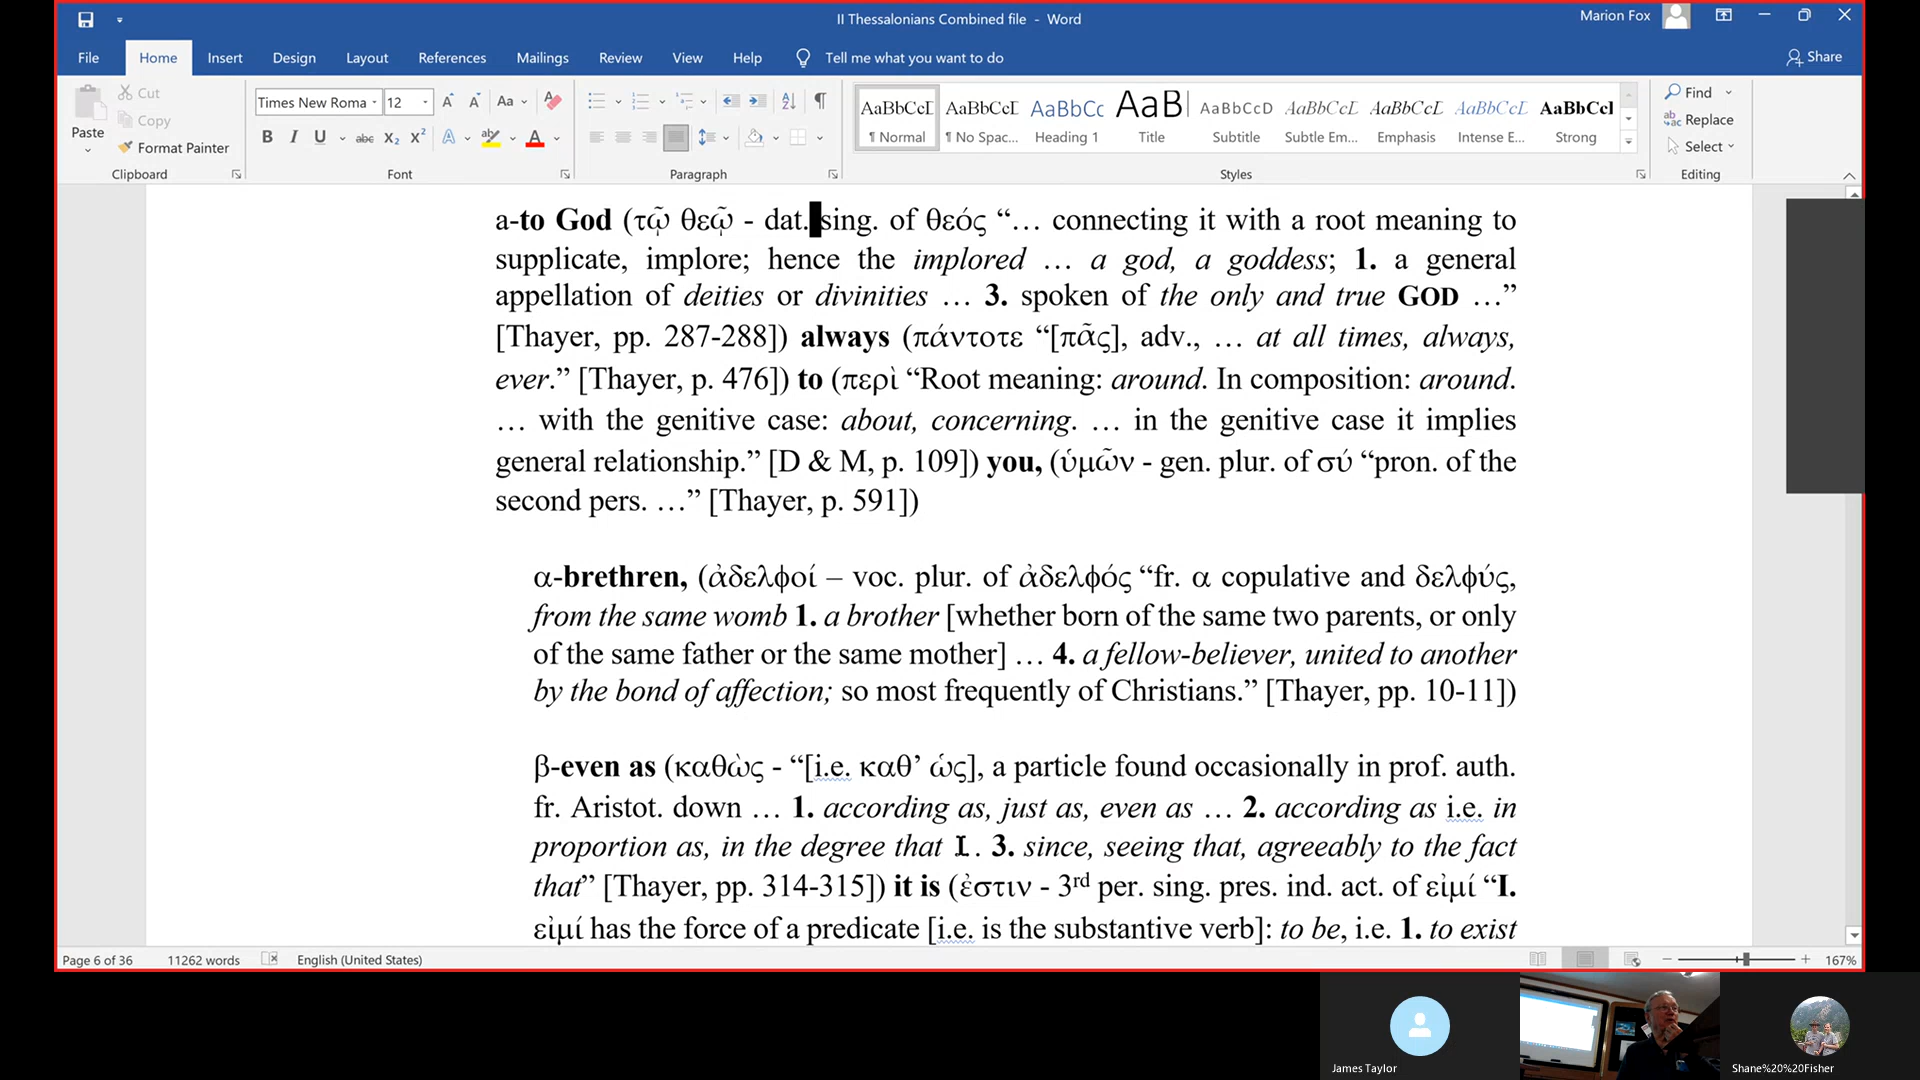 II Thessalonians Combined file - Word
Marion Fox
File Home Insert Design Layout References Mailings Review View Help Tell me what you want to do Share
Paste
Cut
Copy
Format Painter
Clipboard
Times New Roma 12
Font
Paragraph
AaBbCcD ¶ Normal
AaBbCcD ¶ No Spac...
AaBbCc Heading 1
AaB Title
AaBbCcD Subtitle
AaBbCcD Subtle Em...
AaBbCcD Emphasis
AaBbCcD Intense E...
AaBbCcl Strong
Styles
Find
Replace
Select
Editing
a-to God (τῷ θεῷ - dat. sing. of θεός “… connecting it with a root meaning to
supplicate, implore; hence the implored … a god, a goddess; 1. a general
appellation of deities or divinities … 3. spoken of the only and true GOD …”
[Thayer, pp. 287-288]) always (πάντοτε “[πᾶς], adv., … at all times, always,
ever.” [Thayer, p. 476]) to (περὶ “Root meaning: around. In composition: around.
… with the genitive case: about, concerning. … in the genitive case it implies
general relationship.” [D & M, p. 109]) you, (ὑμῶν - gen. plur. of σύ “pron. of the
second pers. …” [Thayer, p. 591])
α-brethren, (ἀδελφοί – voc. plur. of ἀδελφός “fr. α copulative and δελφύς,
from the same womb 1. a brother [whether born of the same two parents, or only
of the same father or the same mother] … 4. a fellow-believer, united to another
by the bond of affection; so most frequently of Christians.” [Thayer, pp. 10-11])
β-even as (καθὼς - “[i.e. καθ’ ὡς], a particle found occasionally in prof. auth.
fr. Aristot. down … 1. according as, just as, even as … 2. according as i.e. in
proportion as, in the degree that … 3. since, seeing that, agreeably to the fact
that” [Thayer, pp. 314-315]) it is (ἐστιν - 3rd per. sing. pres. ind. act. of εἰμί “I.
εἰμί has the force of a predicate [i.e. is the substantive verb]: to be, i.e. 1. to exist
Page 6 of 36 11262 words English (United States) 167%
James Taylor
Shane%20%20Fisher